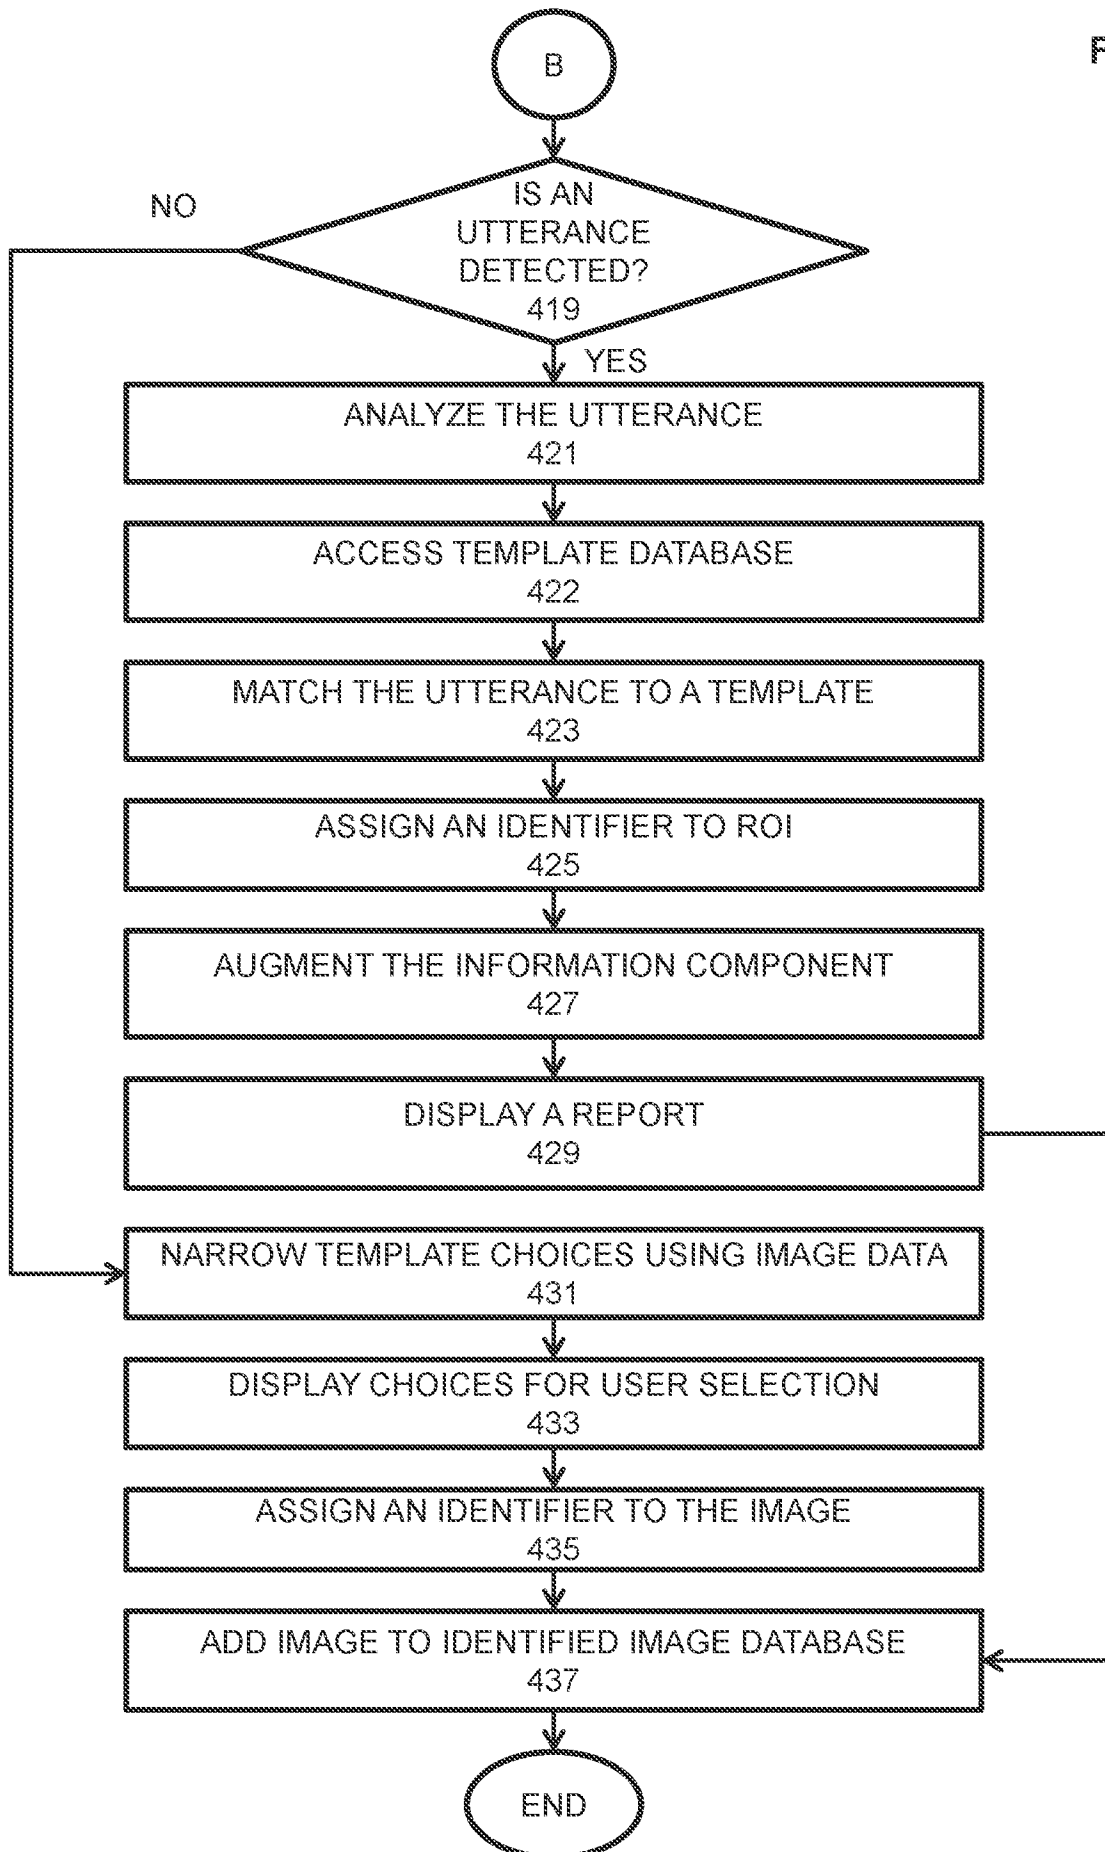 B
IS AN
UTTERANCE
DETECTED?
419
NO
YES
ANALYZE THE UTTERANCE
421
ACCESS TEMPLATE DATABASE
422
MATCH THE UTTERANCE TO A TEMPLATE
423
ASSIGN AN IDENTIFIER TO ROI
425
AUGMENT THE INFORMATION COMPONENT
427
DISPLAY A REPORT
429
NARROW TEMPLATE CHOICES USING IMAGE DATA
431
DISPLAY CHOICES FOR USER SELECTION
433
ASSIGN AN IDENTIFIER TO THE IMAGE
435
ADD IMAGE TO IDENTIFIED IMAGE DATABASE
437
END